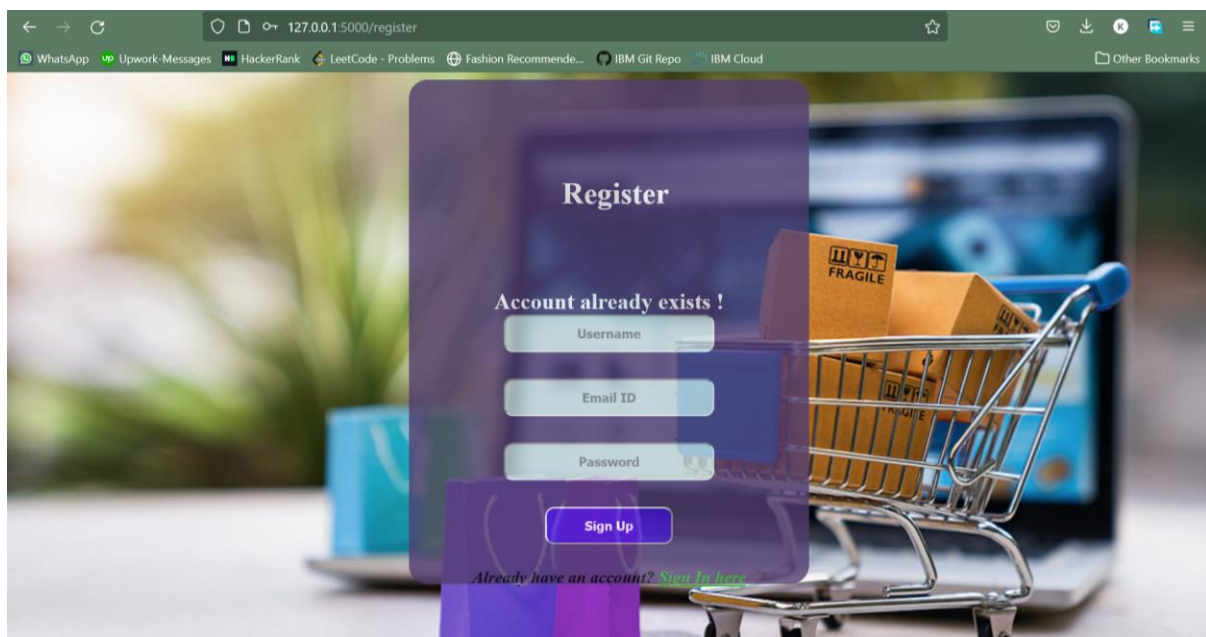 127.0.0.1:5000/register
WhatsApp Upwork-Messages HackerRank LeetCode - Problems Fashion Recommende... IBM Git Repo IBM Cloud Other Bookmarks
Register
FRAGILE
Account already exists !
Username
Email ID
FRAGILE
Password
Sign Up
Already have an account? Sign In here